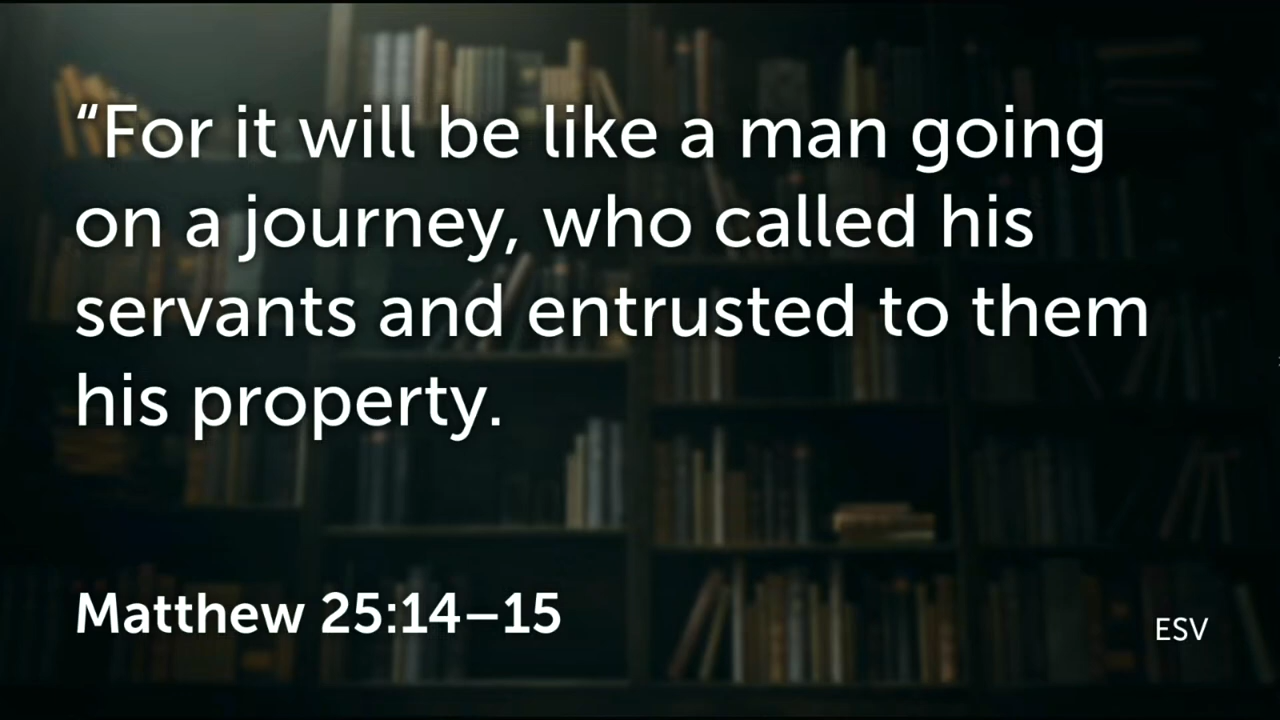 “For it will be like a man going
on a journey, who called his
servants and entrusted to them
his property.
Matthew 25:14–15
ESV